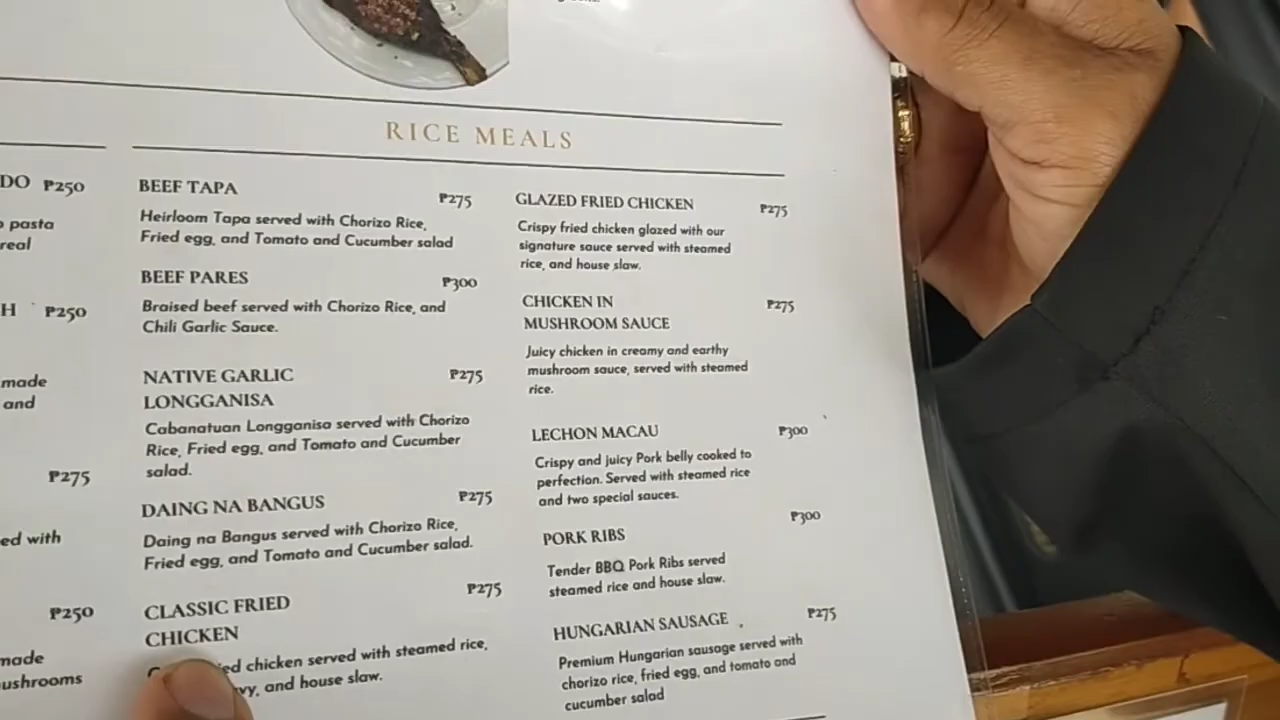 RICE MEALS
DO ₱250
pasta
real
H ₱250
made
and
₱275
ed with
₱250
made
ushrooms
BEEF TAPA ₱275
Heirloom Tapa served with Chorizo Rice,
Fried egg, and Tomato and Cucumber salad
BEEF PARES ₱300
Braised beef served with Chorizo Rice, and
Chili Garlic Sauce.
NATIVE GARLIC ₱275
LONGGANISA
Cabanatuan Longganisa served with Chorizo
Rice, Fried egg, and Tomato and Cucumber
salad.
DAING NA BANGUS ₱275
Daing na Bangus served with Chorizo Rice,
Fried egg, and Tomato and Cucumber salad.
CLASSIC FRIED ₱275
CHICKEN
ied chicken served with steamed rice,
vy, and house slaw.
GLAZED FRIED CHICKEN ₱275
Crispy fried chicken glazed with our
signature sauce served with steamed
rice, and house slaw.
CHICKEN IN ₱275
MUSHROOM SAUCE
Juicy chicken in creamy and earthy
mushroom sauce, served with steamed
rice.
LECHON MACAU ₱300
Crispy and juicy Pork belly cooked to
perfection. Served with steamed rice
and two special sauces.
PORK RIBS ₱300
Tender BBQ Pork Ribs served
steamed rice and house slaw.
HUNGARIAN SAUSAGE ₱275
Premium Hungarian sausage served with
chorizo rice, fried egg, and tomato and
cucumber salad